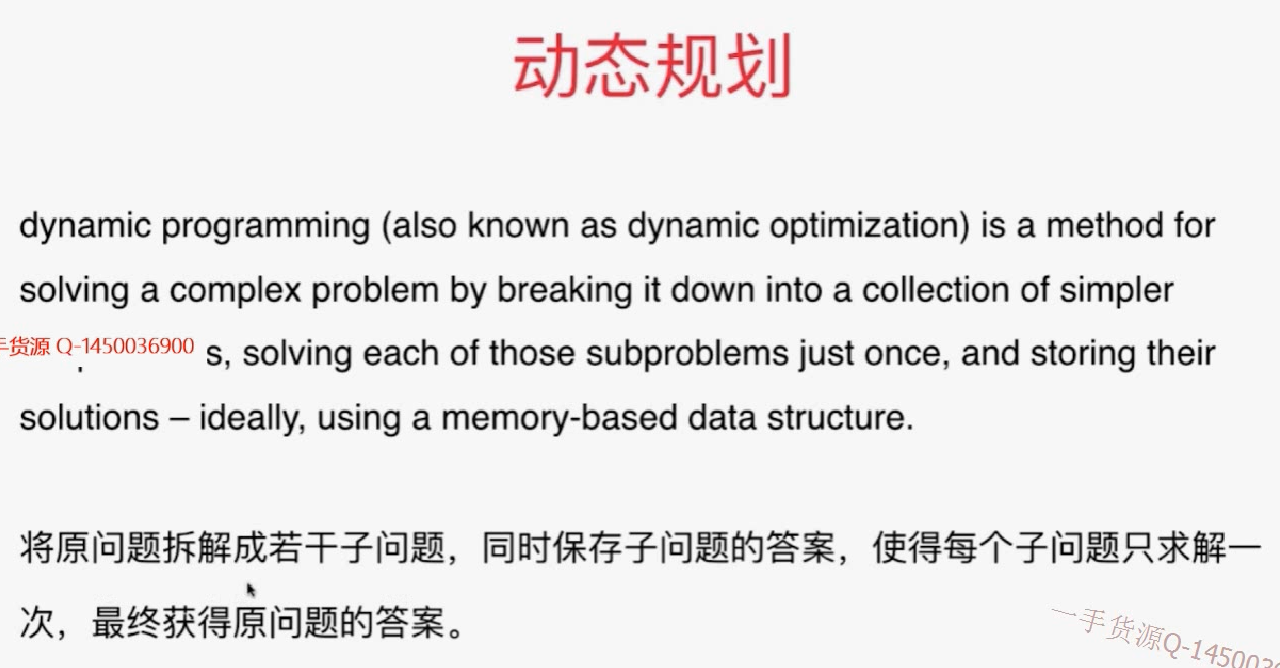 动态规划
dynamic programming (also known as dynamic optimization) is a method for
solving a complex problem by breaking it down into a collection of simpler
手货源 Q-1450036900 s, solving each of those subproblems just once, and storing their
solutions – ideally, using a memory-based data structure.
将原问题拆解成若干子问题，同时保存子问题的答案，使得每个子问题只求解一
次，最终获得原问题的答案。
一手货源Q-145003